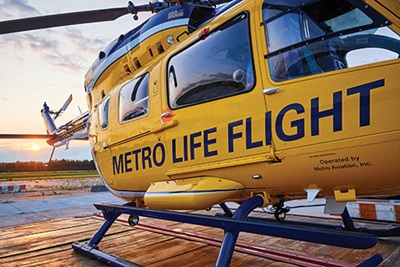 METRO LIFE FLIGHT
Operated by
Metro Aviation, Inc.